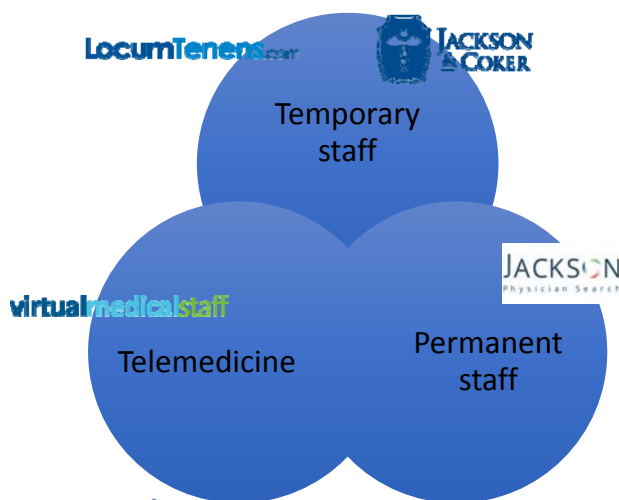 LocumTenens.com
JACKSON
& COKER
Temporary
staff
JACKSON
Physician Search
virtualmedicalstaff
Telemedicine
Permanent
staff